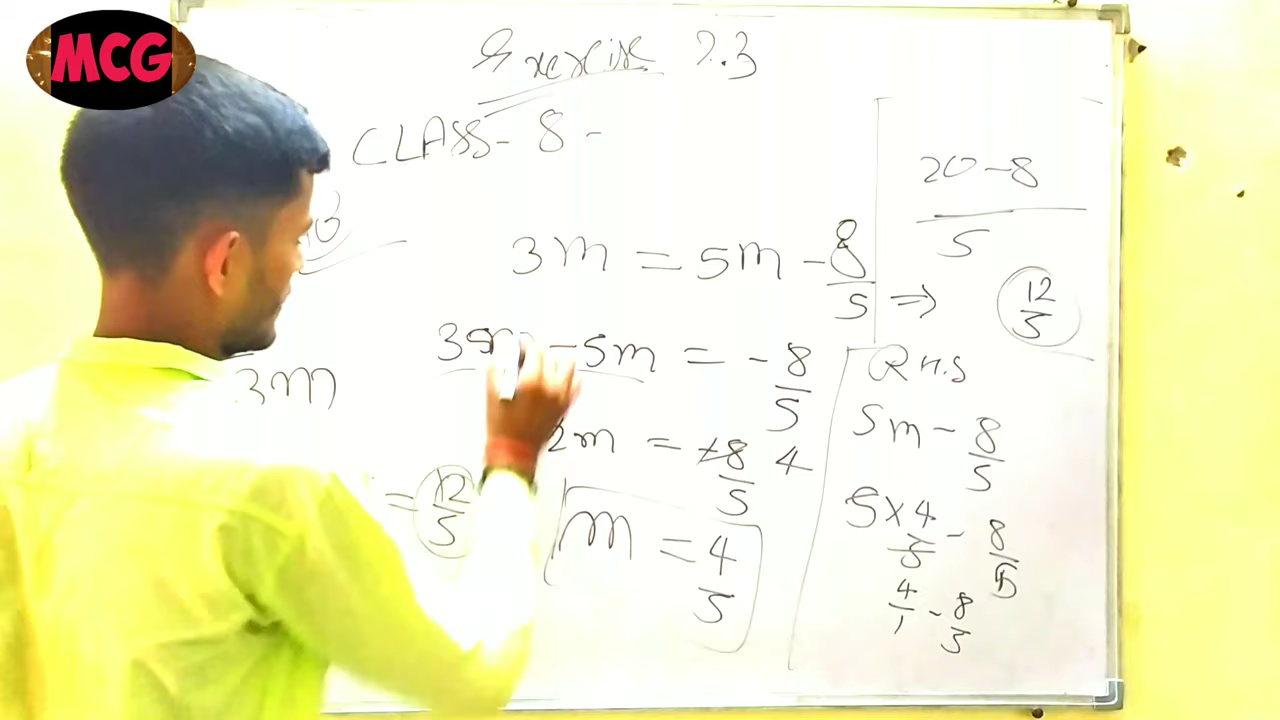 MCG
Exercise 2.3
CLASS - 8 -
10
3m = 5m - 8/5
3m - 5m = - 8/5
2m = +8/5 4
m = 4/5
3m
= 12/5
20 - 8
5
⇒ 12/5
R H S
5m - 8/5
5 × 4/5 - 8/5
4/1 - 8/5